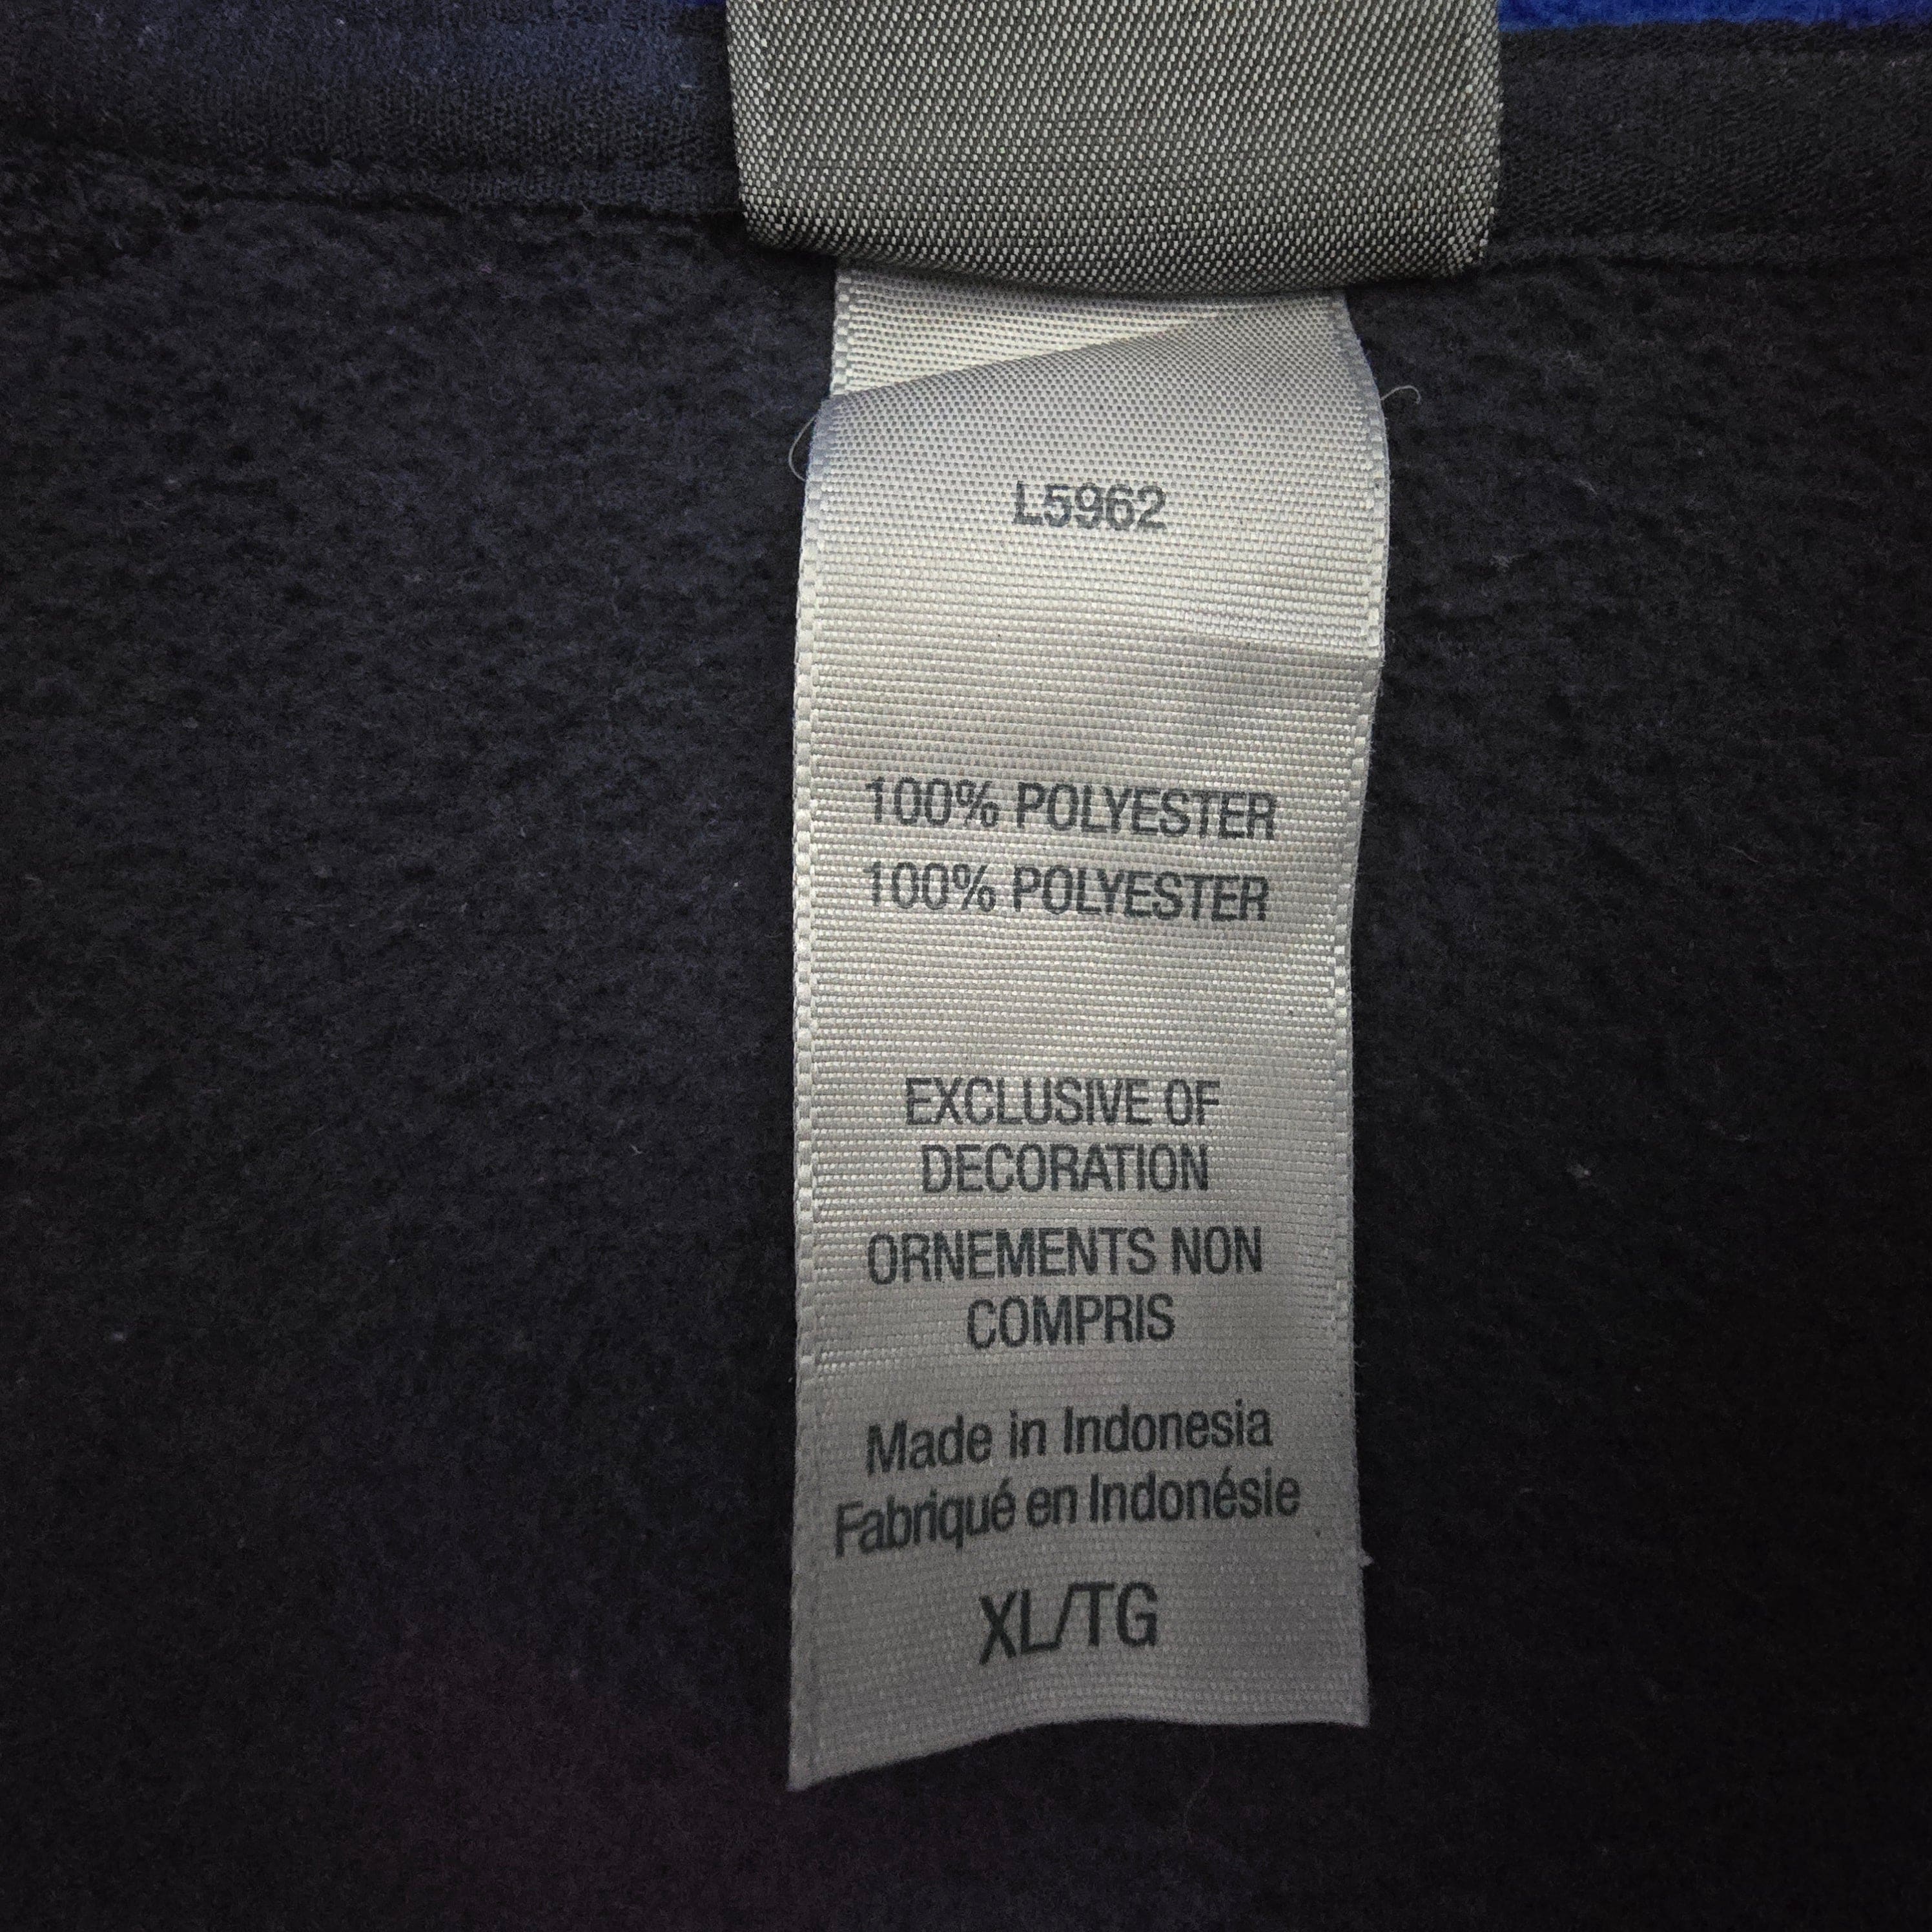 L5962
100% POLYESTER
100% POLYESTER
EXCLUSIVE OF
DECORATION
ORNEMENTS NON
COMPRIS
Made in Indonesia
Fabriqué en Indonésie
XL/TG